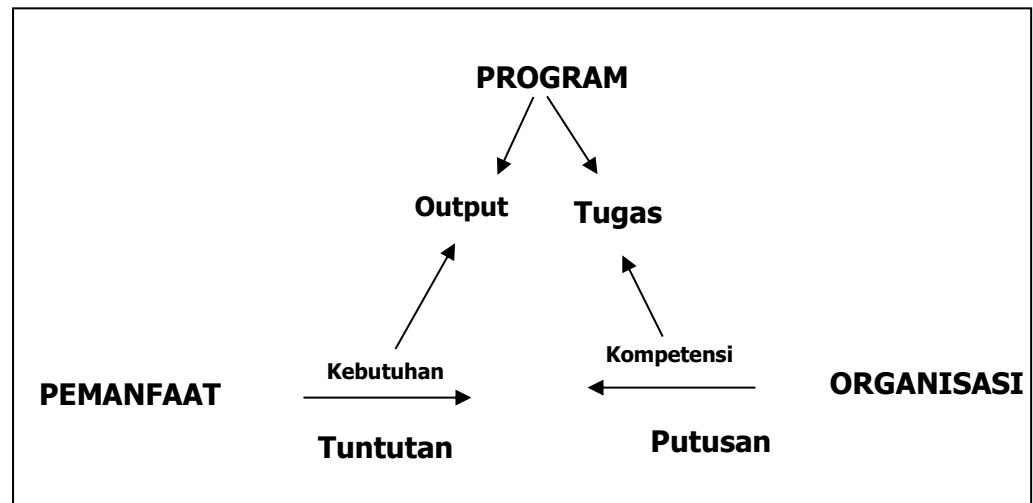 PROGRAM
Output
Tugas
Kebutuhan
Kompetensi
PEMANFAAT
ORGANISASI
Tuntutan
Putusan